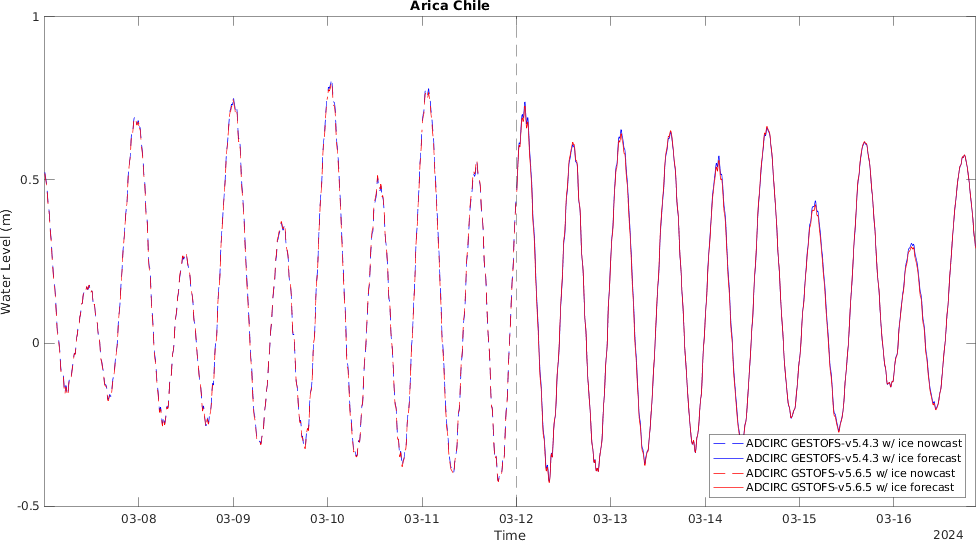 Arica Chile
1
0.5
0
-0.5
Water Level (m)
03-08 03-09 03-10 03-11 03-12 03-13 03-14 03-15 03-16
Time
2024
ADCIRC GESTOFS-v5.4.3 w/ ice nowcast
ADCIRC GESTOFS-v5.4.3 w/ ice forecast
ADCIRC GSTOFS-v5.6.5 w/ ice nowcast
ADCIRC GSTOFS-v5.6.5 w/ ice forecast